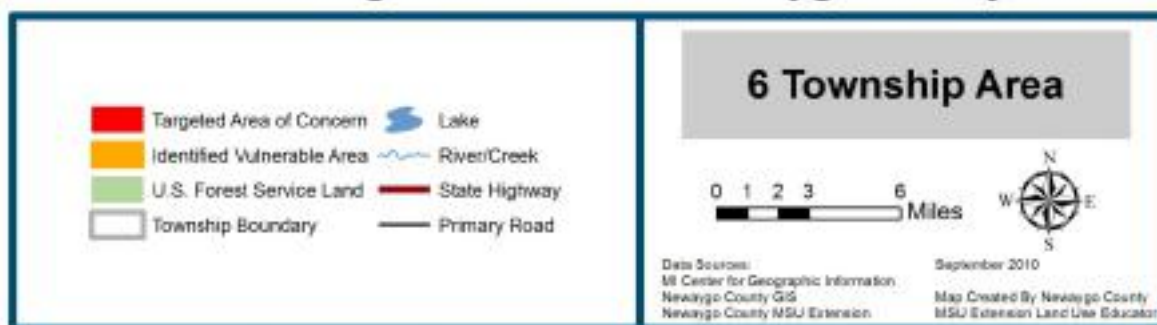 Targeted Area of Concern
Lake
Identified Vulnerable Area
River/Creek
U.S. Forest Service Land
State Highway
Township Boundary
Primary Road
6 Township Area
0 1 2 3 6
Miles
N
W E
S
Data Sources:
MI Center for Geographic Information
Newaygo County GIS
Newaygo County MSU Extension
September 2010
Map Created By Newaygo County
MSU Extension Land Use Educator